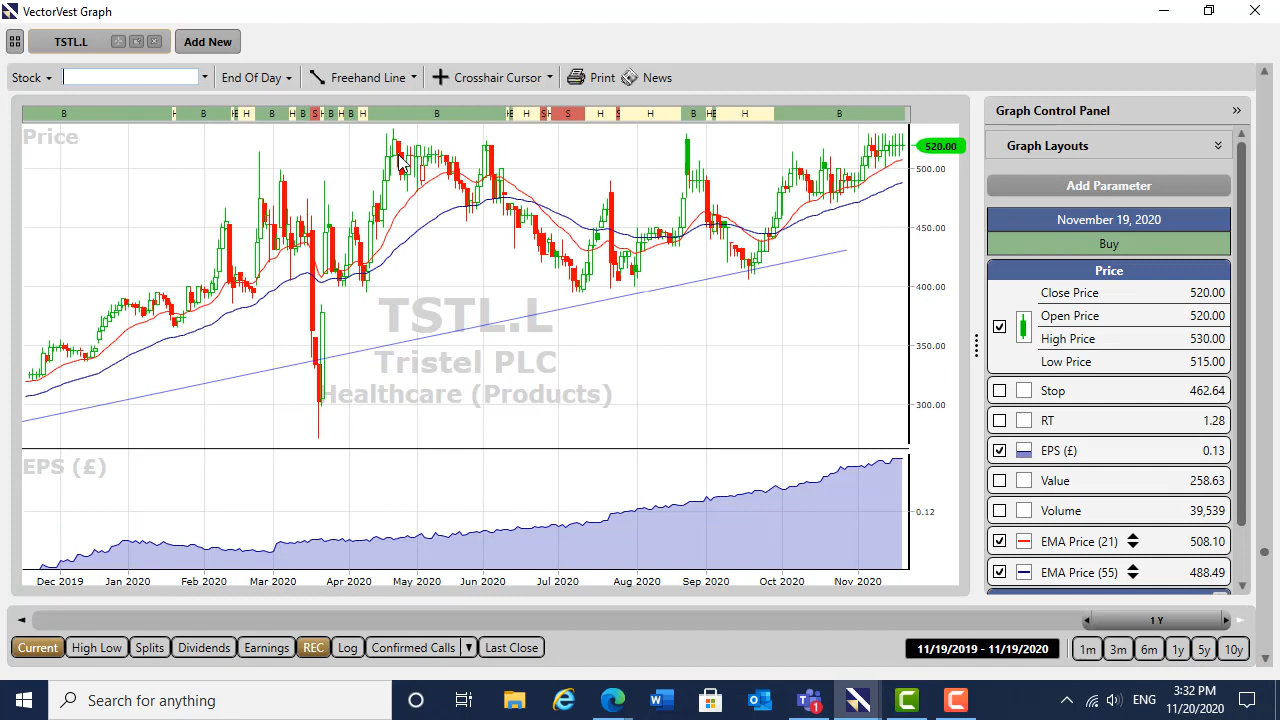 VectorVest Graph
TSTL.L Add New
Stock End Of Day Freehand Line Crosshair Cursor Print News
B H B H B H H B S H B H B H B H E H S H S H S H B H E H B
Price
520.00
500.00
450.00
400.00
350.00
300.00
TSTL.L
Tristel PLC
Healthcare (Products)
EPS (£)
0.12
Dec 2019 Jan 2020 Feb 2020 Mar 2020 Apr 2020 May 2020 Jun 2020 Jul 2020 Aug 2020 Sep 2020 Oct 2020 Nov 2020
Graph Control Panel
Graph Layouts
Add Parameter
November 19, 2020
Buy
Price
Close Price 520.00
Open Price 520.00
High Price 530.00
Low Price 515.00
Stop 462.64
RT 1.28
EPS (£) 0.13
Value 258.63
Volume 39,539
EMA Price (21) 508.10
EMA Price (55) 488.49
1 Y
Current High Low Splits Dividends Earnings REC Log Confirmed Calls Last Close 11/19/2019 - 11/19/2020 1m 3m 6m 1y 5y 10y
Search for anything
ENG
3:32 PM
11/20/2020